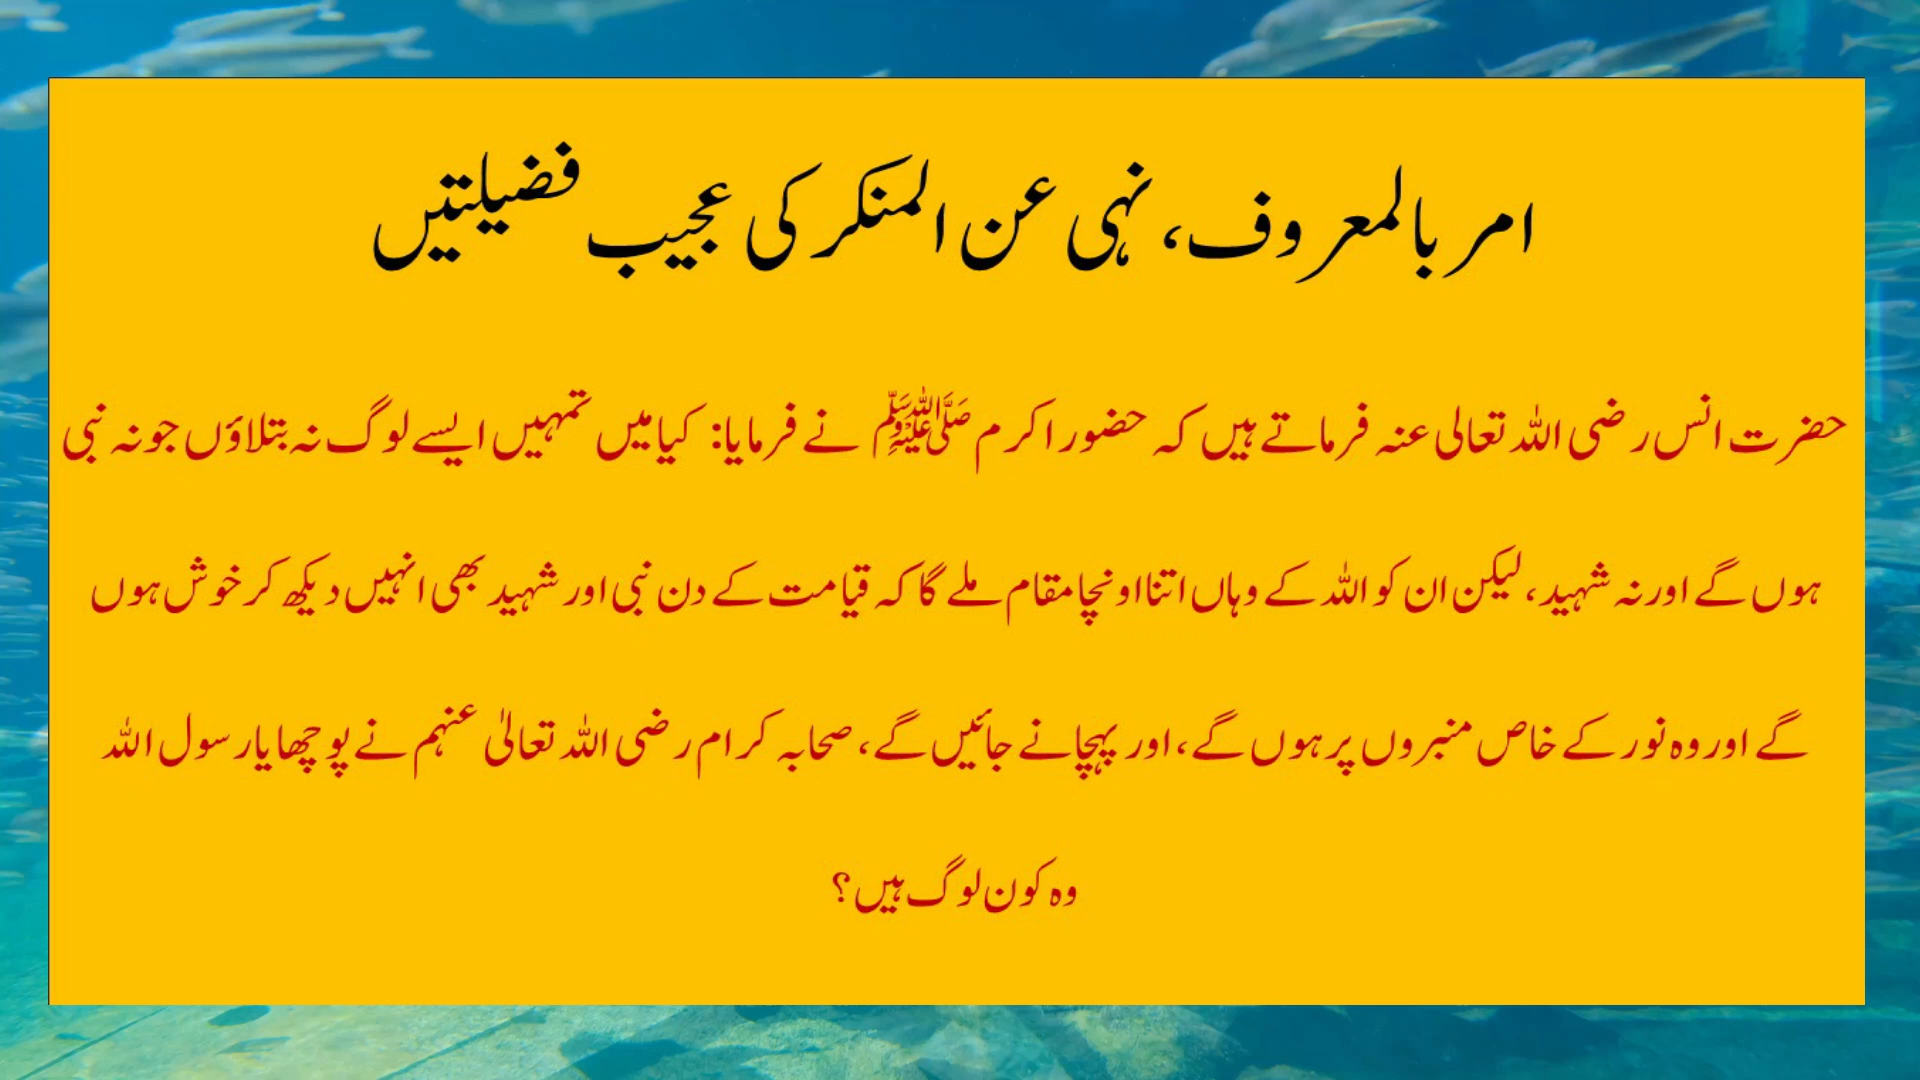 امر بالمعروف، نہی عن المنکر کی عجیب فضیلتیں
حضرت انس رضی اللہ تعالی عنہ فرماتے ہیں کہ حضور اکرم ﷺ نے فرمایا: کیا میں تمہیں ایسے لوگ نہ بتلاؤں جو نہ نبی
ہوں گے اور نہ شہید، لیکن ان کو اللہ کے وہاں اتنا اونچا مقام ملے گا کہ قیامت کے دن نبی اور شہید بھی انہیں دیکھ کر خوش ہوں
گے اور وہ نور کے خاص منبروں پر ہوں گے، اور پہچانے جائیں گے، صحابہ کرام رضی اللہ تعالیٰ عنہم نے پوچھا یا رسول اللہ
وہ کون لوگ ہیں؟